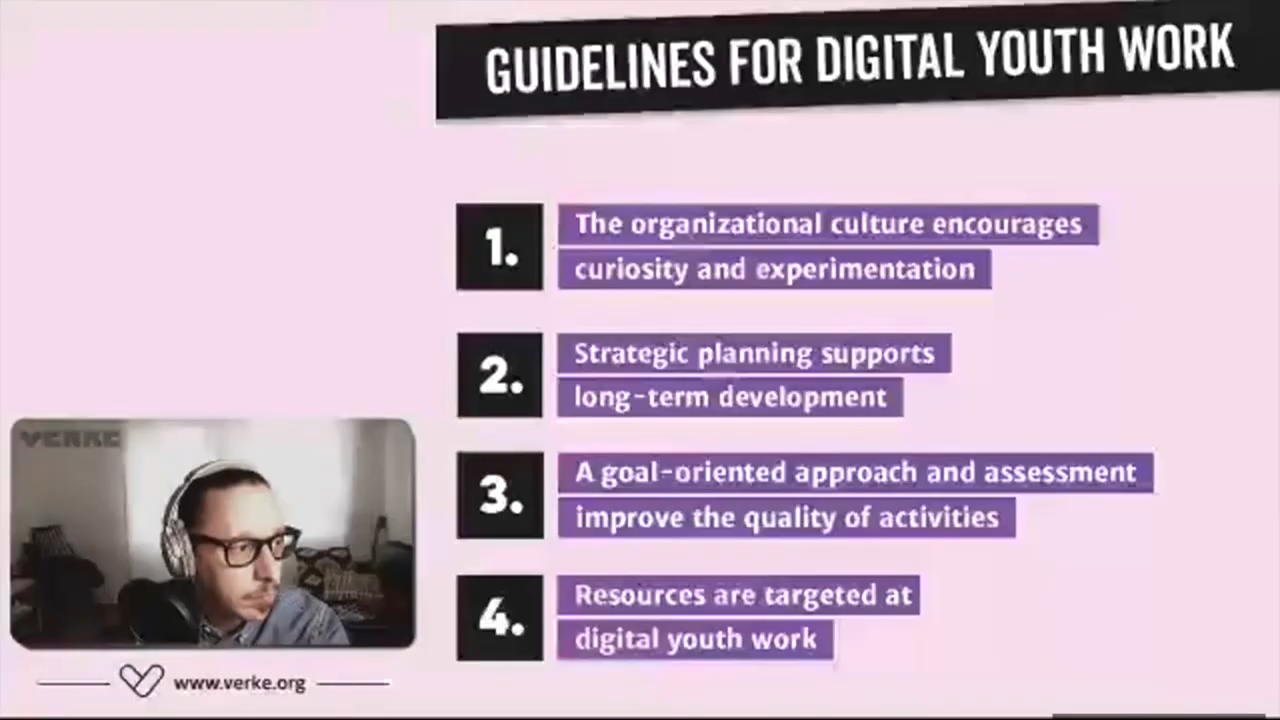 GUIDELINES FOR DIGITAL YOUTH WORK
1.
The organizational culture encourages
curiosity and experimentation
2.
Strategic planning supports
long-term development
3.
A goal-oriented approach and assessment
improve the quality of activities
4.
Resources are targeted at
digital youth work
VERKE
www.verke.org